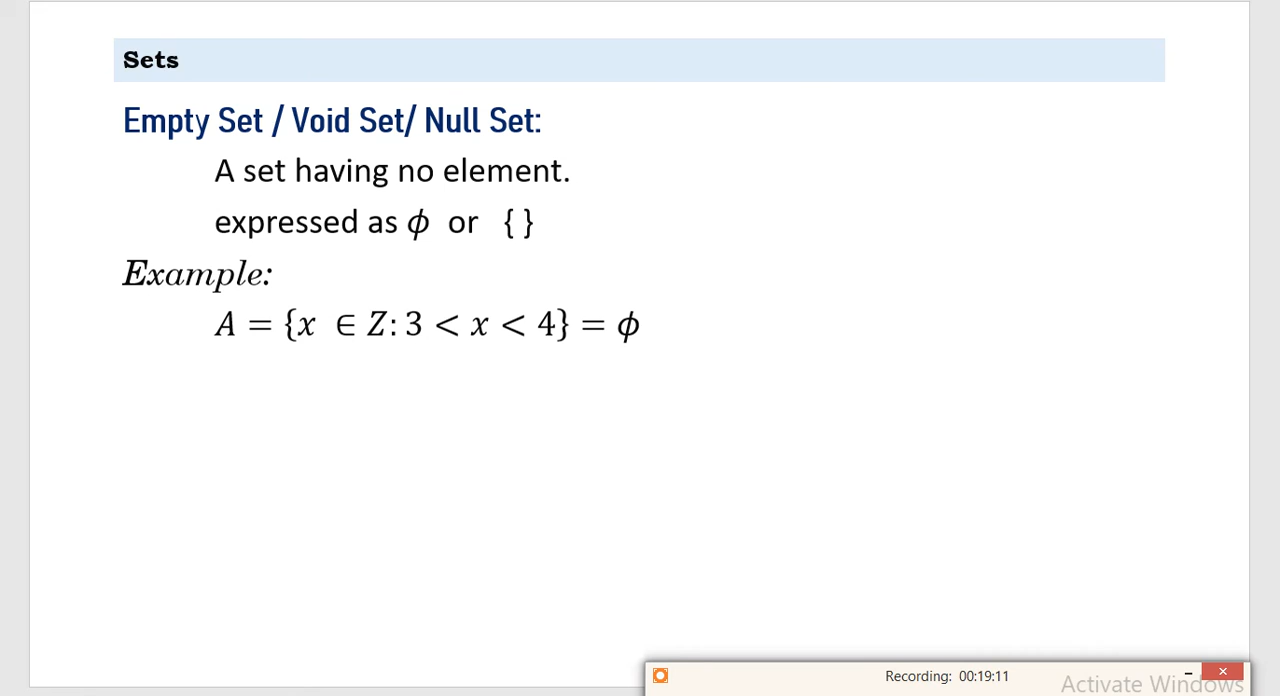 Sets
Empty Set / Void Set/ Null Set:
A set having no element.
expressed as ϕ or { }
Example:
A = {x ∈ Z: 3 < x < 4} = ϕ
Recording: 00:19:11
Activate Windows